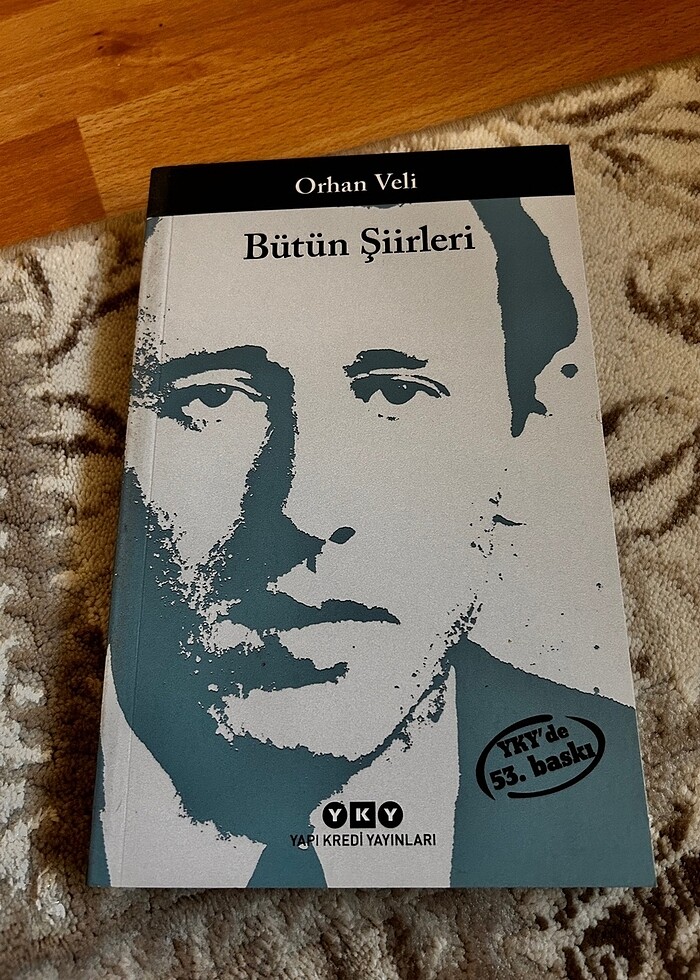 Orhan Veli
Bütün Şiirleri
YKY'de
53. baskı
YKY
YAPI KREDİ YAYINLARI